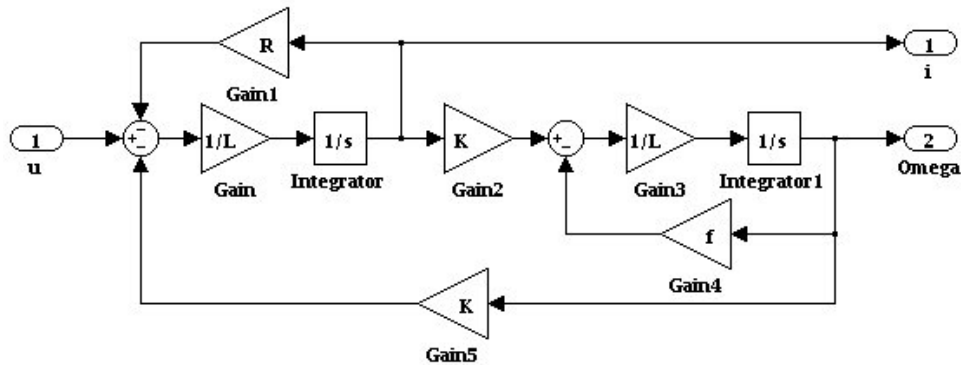 R
1
Gain1
i
1
u
+
−
−
1/L
Gain
1/s
Integrator
K
Gain2
+
−
1/L
Gain3
1/s
Integrator1
2
Omega
f
Gain4
K
Gain5